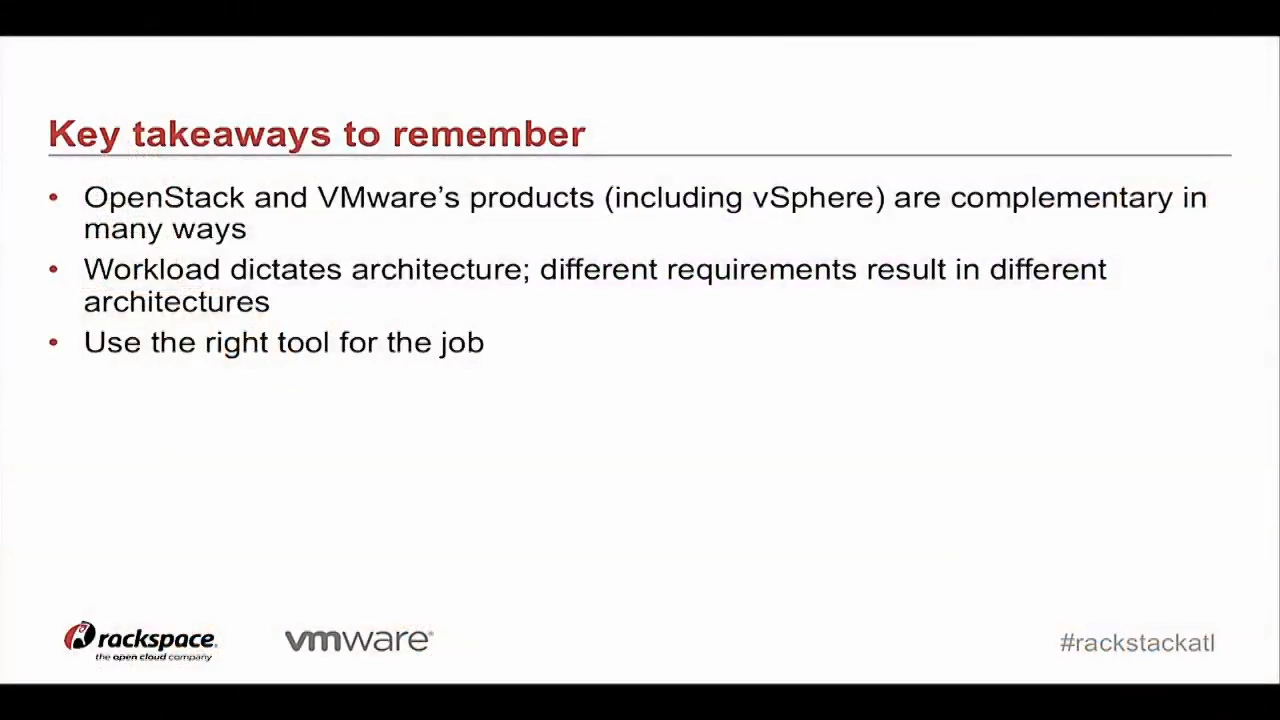 Key takeaways to remember
• OpenStack and VMware’s products (including vSphere) are complementary in
many ways
• Workload dictates architecture; different requirements result in different
architectures
• Use the right tool for the job
rackspace®
the open cloud company
vmware®
#rackstackatl